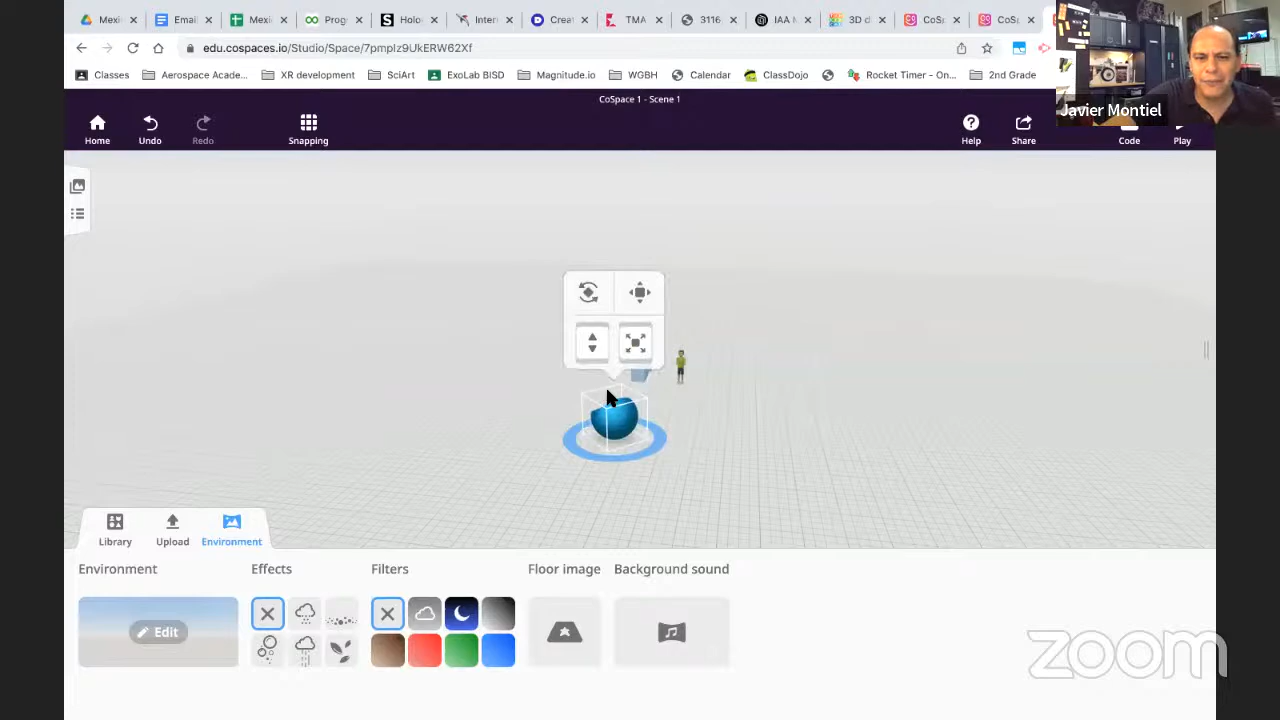 Mexic
Email
Mexic
Prog
Holo
Inter
Creat
TMA
3116
IAA M
3D d
CoSp
CoSp
edu.cospaces.io/Studio/Space/7pmpIz9UkERW62Xf
Classes
Aerospace Acade...
XR development
SciArt
ExoLab BISD
Magnitude.io
WGBH
Calendar
ClassDojo
Rocket Timer - On...
2nd Grade
Javier Montiel
CoSpace 1 - Scene 1
Home
Undo
Redo
Snapping
Help
Share
Code
Play
Library
Upload
Environment
Environment
Effects
Filters
Floor image
Background sound
Edit
zoom